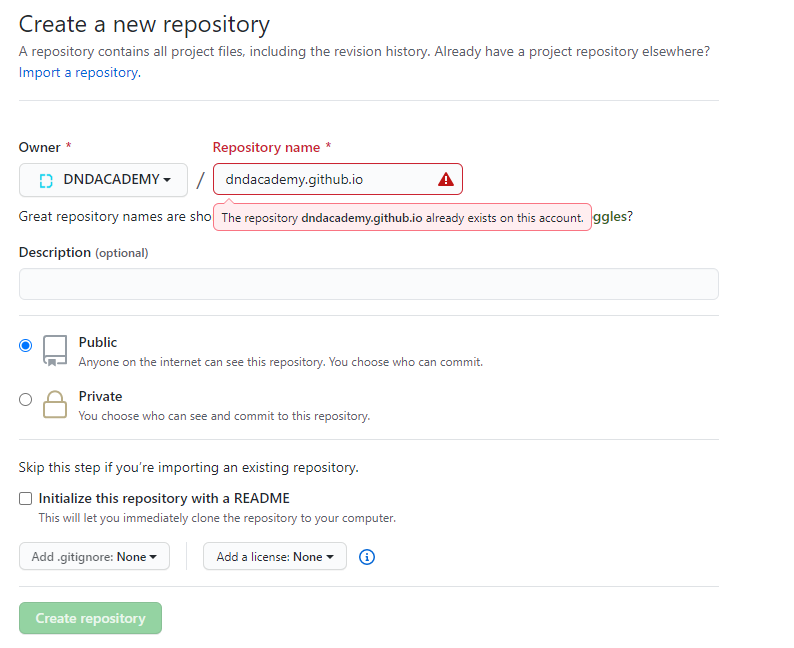 Create a new repository
A repository contains all project files, including the revision history. Already have a project repository elsewhere?
Import a repository.
Owner *
Repository name *
DNDACADEMY
/
dndacademy.github.io
Great repository names are sho
ggles?
The repository dndacademy.github.io already exists on this account.
Description (optional)
Public
Anyone on the internet can see this repository. You choose who can commit.
Private
You choose who can see and commit to this repository.
Skip this step if you're importing an existing repository.
Initialize this repository with a README
This will let you immediately clone the repository to your computer.
Add .gitignore: None
Add a license: None
Create repository